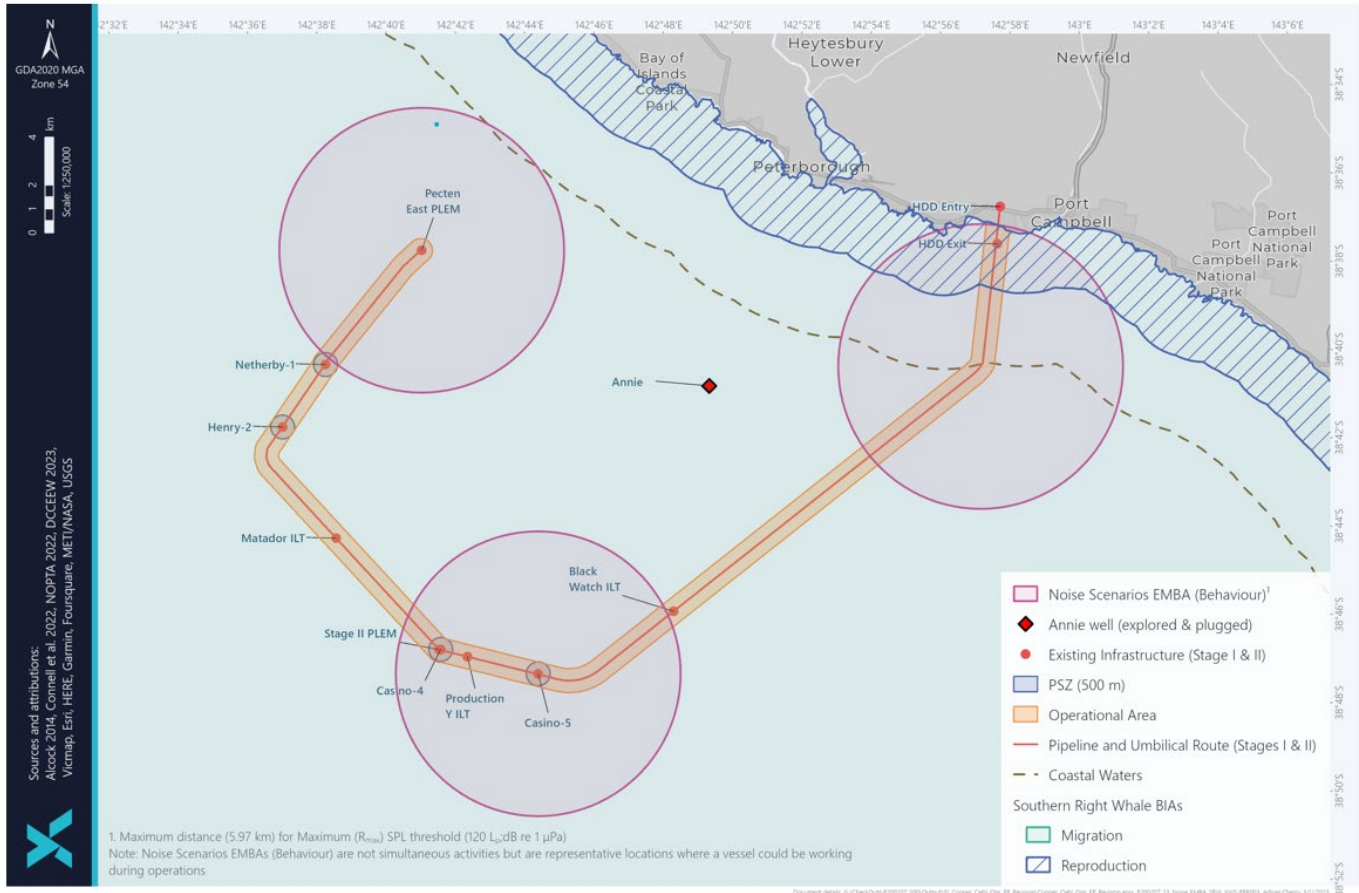 N
GDA2020 MGA
Zone 54
0 1 2 4
km
Scale: 1:250,000
Sources and attributions:
Alcock 2014, Connell et al. 2022, NOPTA 2022, DCCEEW 2023,
Vicmap, Esri, HERE, Garmin, Foursquare, METI/NASA, USGS
142°34'E 142°36'E 142°38'E 142°40'E 142°42'E 142°44'E 142°46'E 142°48'E 142°50'E 142°52'E 142°54'E 142°56'E 142°58'E 143°E 143°2'E 143°4'E 143°6'E
38°34'S
38°36'S
38°38'S
38°40'S
38°42'S
38°44'S
38°46'S
38°48'S
38°50'S
38°52'S
Bay of
Islands
Coastal
Park
Heytesbury
Lower
Newfield
Peterborough
HDD Entry
Port
Campbell
HDD Exit
Port
Campbell
National
Park
Port
Campbell
National
Park
Pecten
East PLEM
Netherby-1
Annie
Henry-2
Matador ILT
Black
Watch ILT
Stage II PLEM
Casino-4
Production
Y ILT
Casino-5
Noise Scenarios EMBA (Behaviour)¹
Annie well (explored & plugged)
Existing Infrastructure (Stage I & II)
PSZ (500 m)
Operational Area
Pipeline and Umbilical Route (Stages I & II)
Coastal Waters
Southern Right Whale BIAs
Migration
Reproduction
1. Maximum distance (5.97 km) for Maximum (Rmax) SPL threshold (120 Lp;dB re 1 µPa)
Note: Noise Scenarios EMBAs (Behaviour) are not simultaneous activities but are representative locations where a vessel could be working
during operations